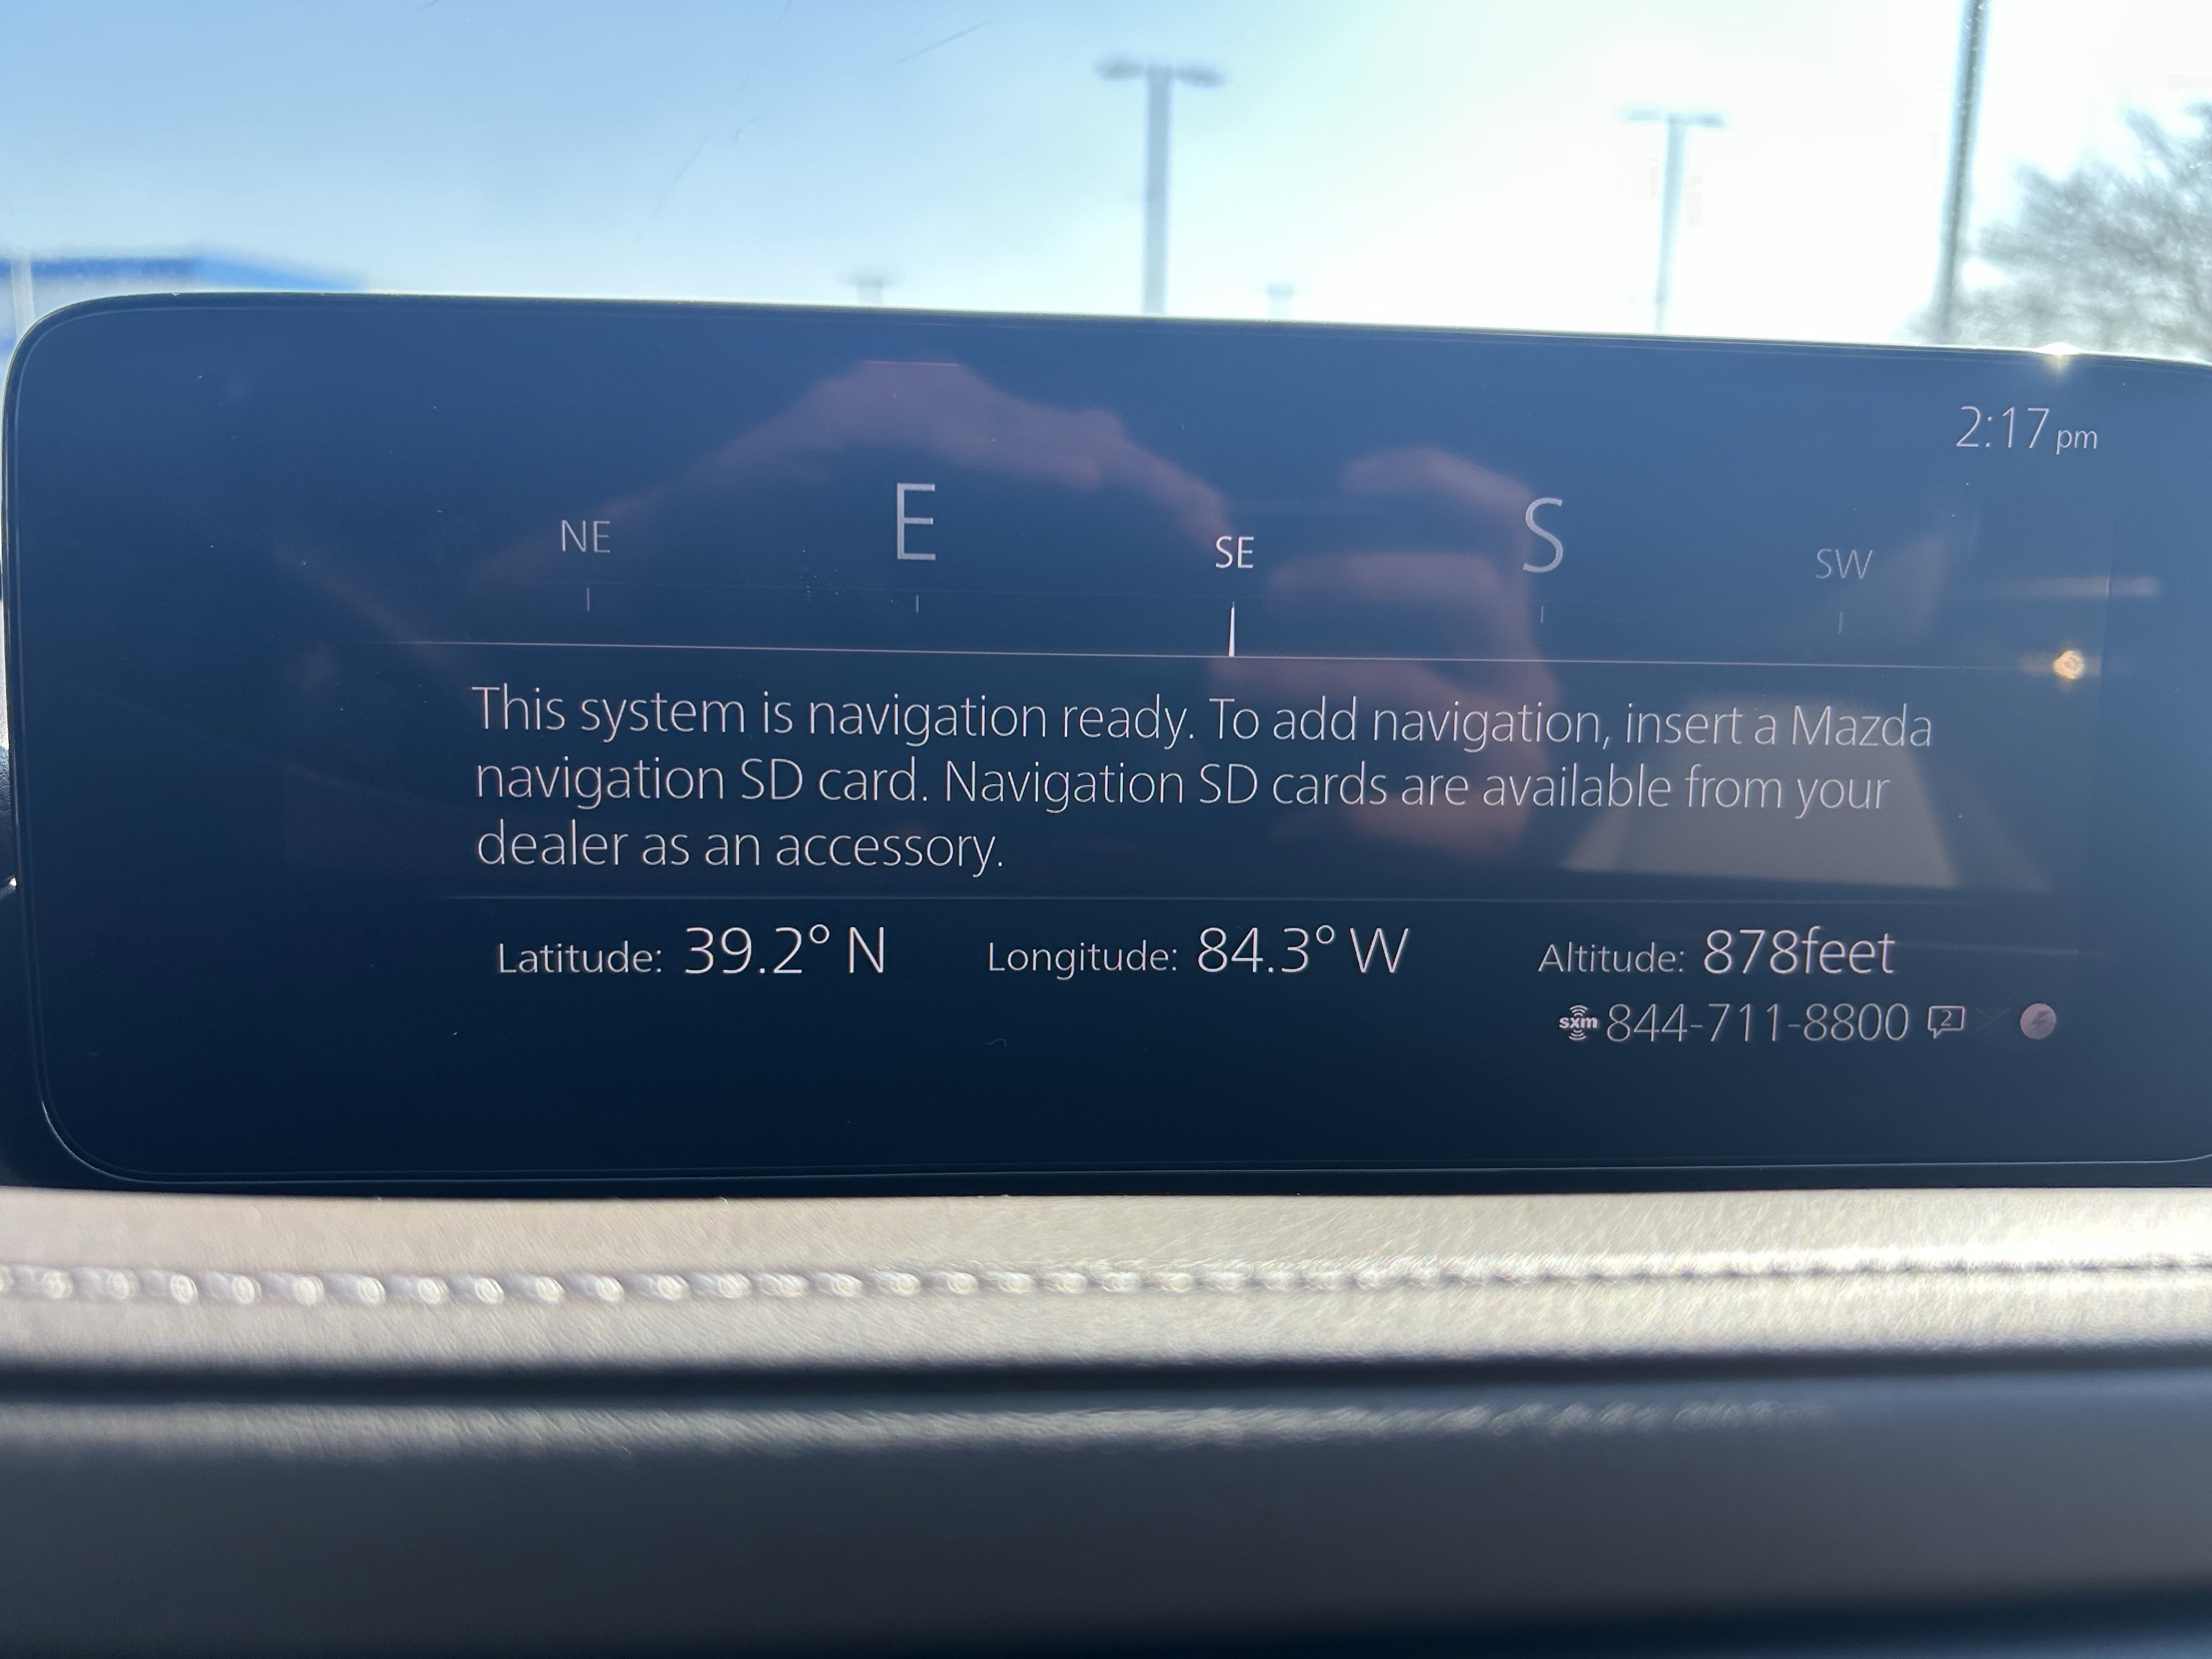 2:17 pm
NE E SE S SW
This system is navigation ready. To add navigation, insert a Mazda
navigation SD card. Navigation SD cards are available from your
dealer as an accessory.
Latitude: 39.2° N Longitude: 84.3° W Altitude: 878feet
sxm 844-711-8800 2